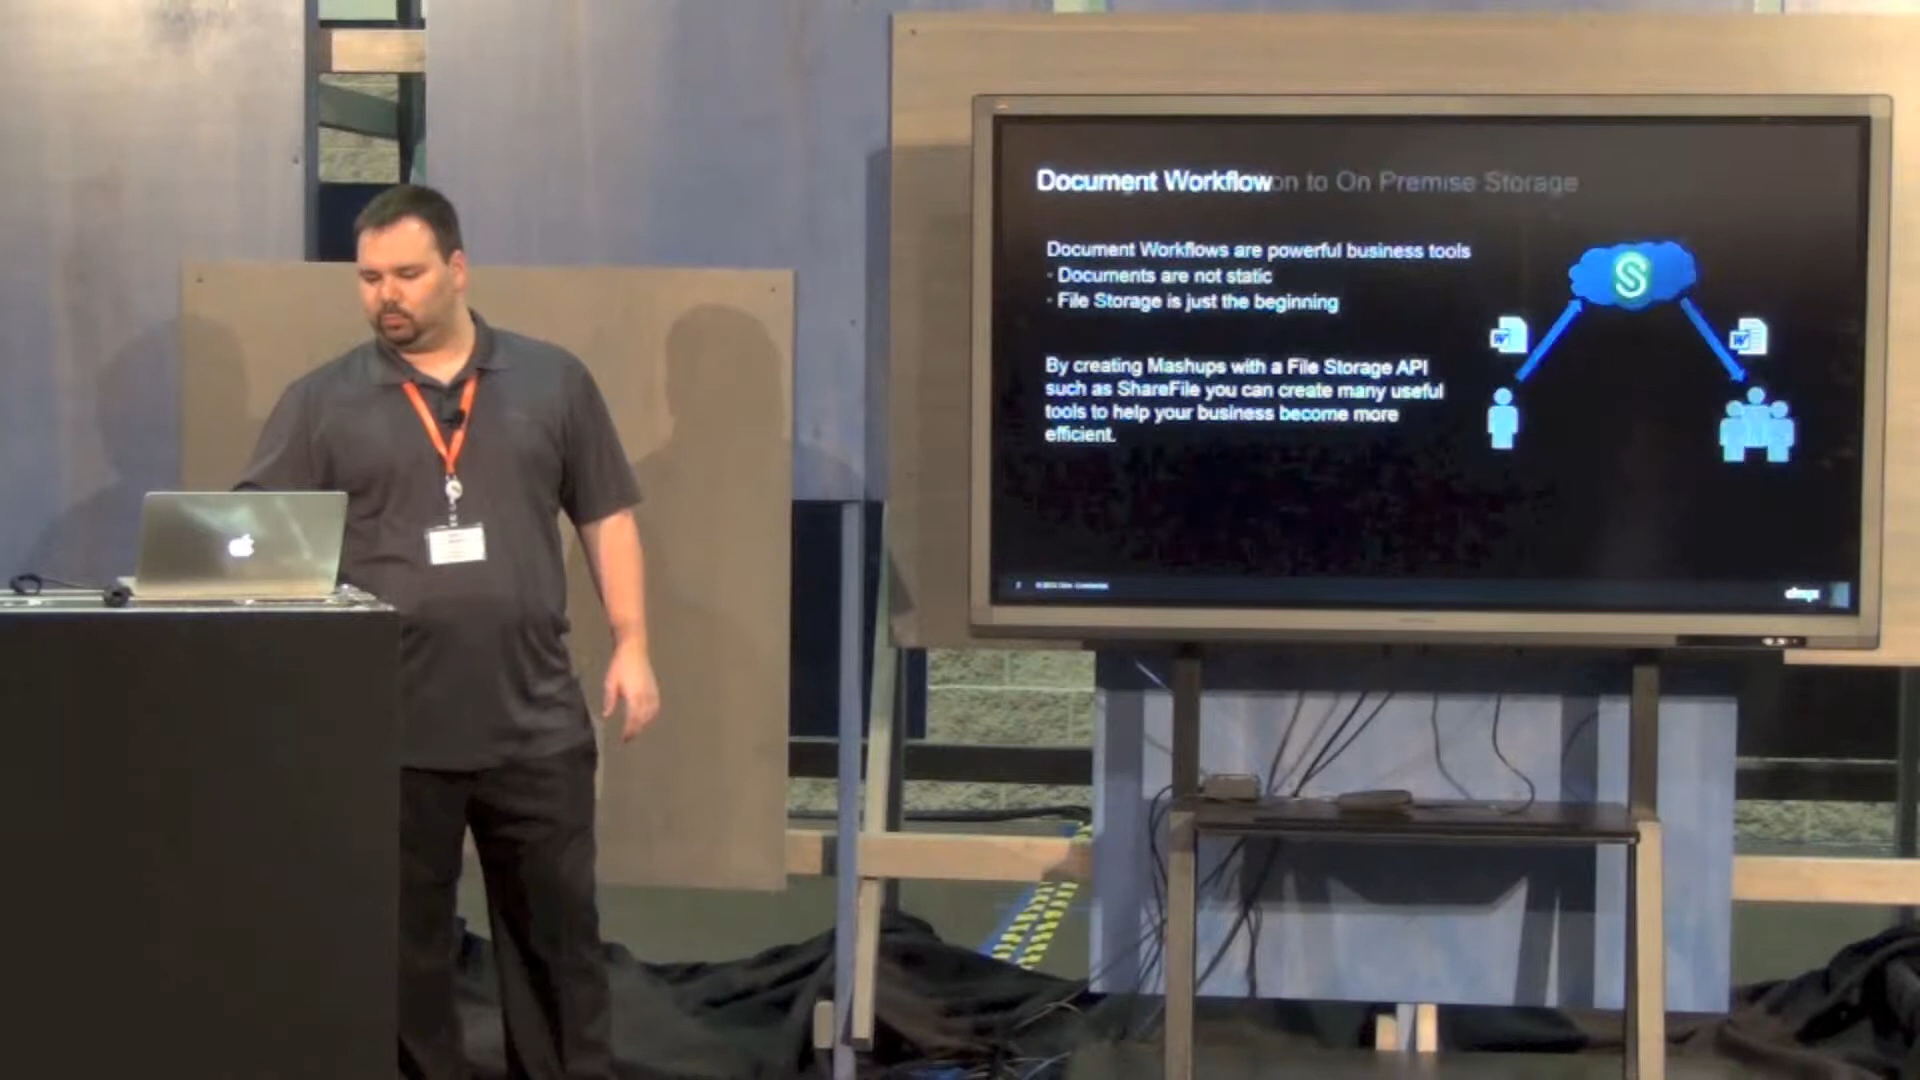 Document Workflow
on to On Premise Storage
Document Workflows are powerful business tools
· Documents are not static
· File Storage is just the beginning
By creating Mashups with a File Storage API
such as ShareFile you can create many useful
tools to help your business become more
efficient.
S
W
W
citrix